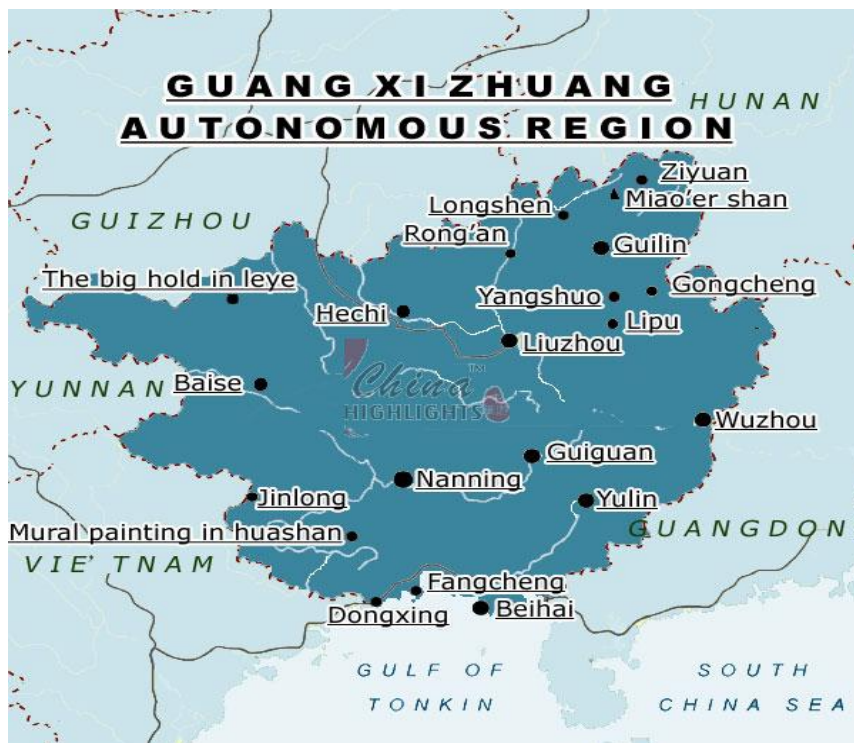 GUANG XI ZHUANG
AUTONOMOUS REGION
HUNAN
Ziyuan
Miao'er shan
GUIZHOU
Longshen
Rong'an
Guilin
The big hold in leye
Gongcheng
Yangshuo
Hechi
Lipu
Liuzhou
YUNNAN
Baise
China TM
HIGHLIGHTS
Wuzhou
Guiguan
Nanning
Jinlong
Yulin
Mural painting in huashan
GUANGDON
VIE'TNAM
Fangcheng
Dongxing
Beihai
GULF OF
TONKIN
SOUTH
CHINA SEA